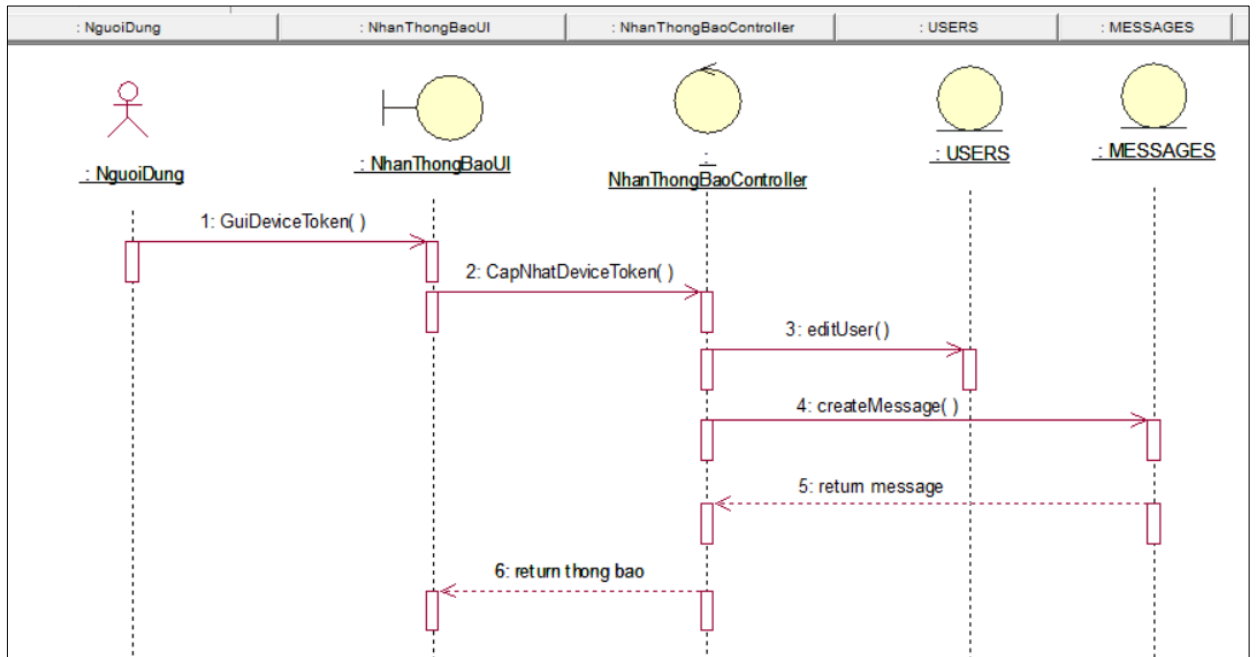 : NguoiDung
: NhanThongBaoUI
: NhanThongBaoController
: USERS
: MESSAGES
: NguoiDung
: NhanThongBaoUI
:
NhanThongBaoController
: USERS
: MESSAGES
1: GuiDeviceToken( )
2: CapNhatDeviceToken( )
3: editUser()
4: createMessage( )
5: return message
6: return thong bao